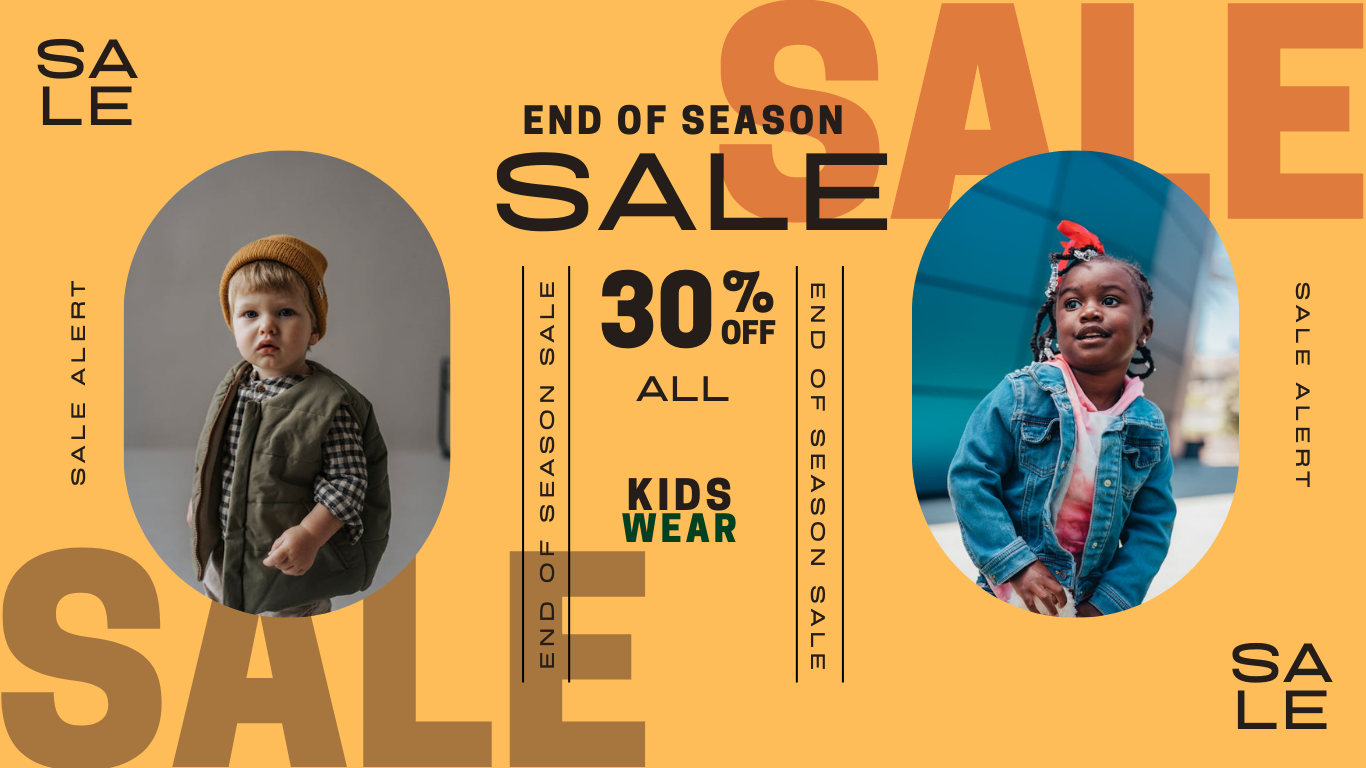 SA
LE
SALE
END OF SEASON
SALE
30%
OFF
ALL
KIDS
WEAR
END OF SEASON SALE
END OF SEASON SALE
SALE ALERT
SALE ALERT
SALE
SA
LE